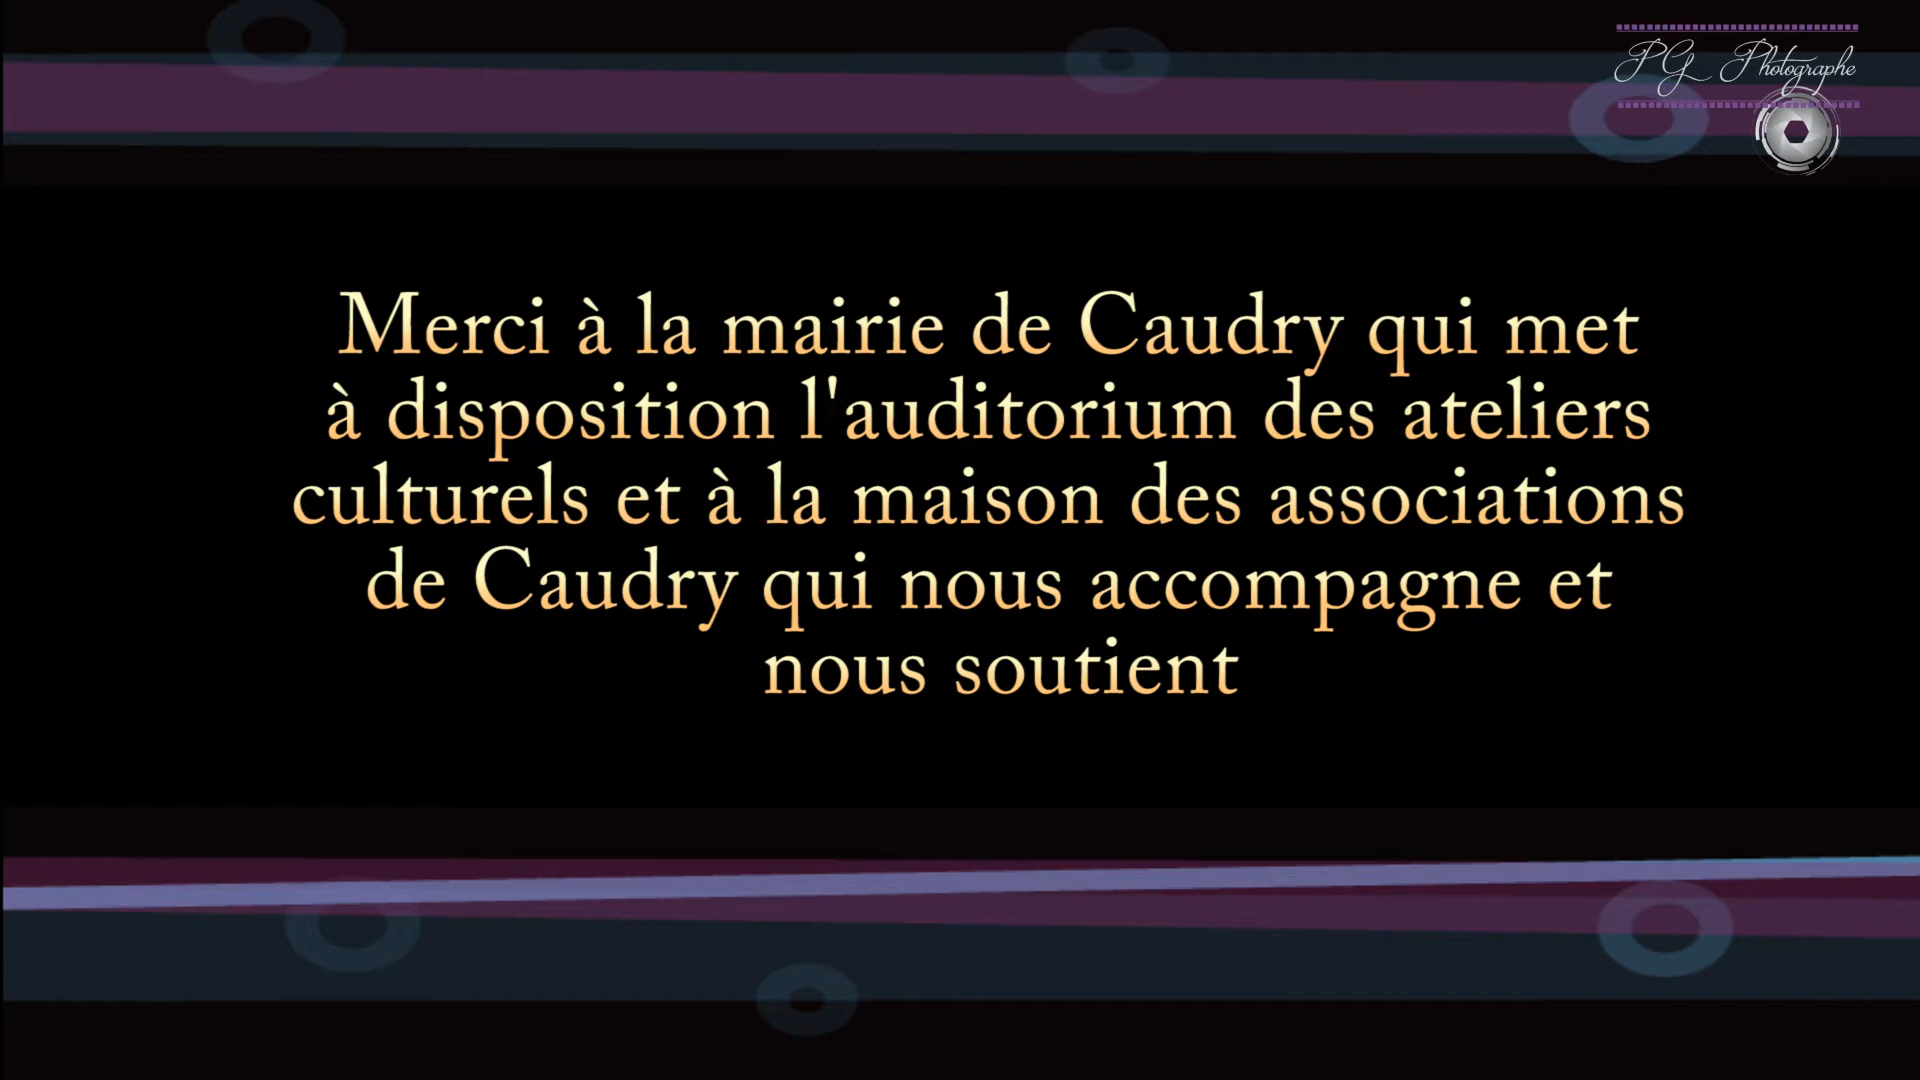 PG Photographe
Merci à la mairie de Caudry qui met
à disposition l'auditorium des ateliers
culturels et à la maison des associations
de Caudry qui nous accompagne et
nous soutient